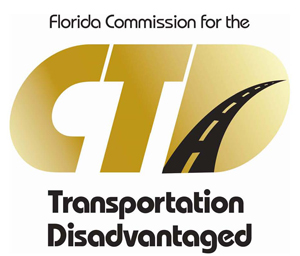 Florida Commission for the
CTD
Transportation
Disadvantaged